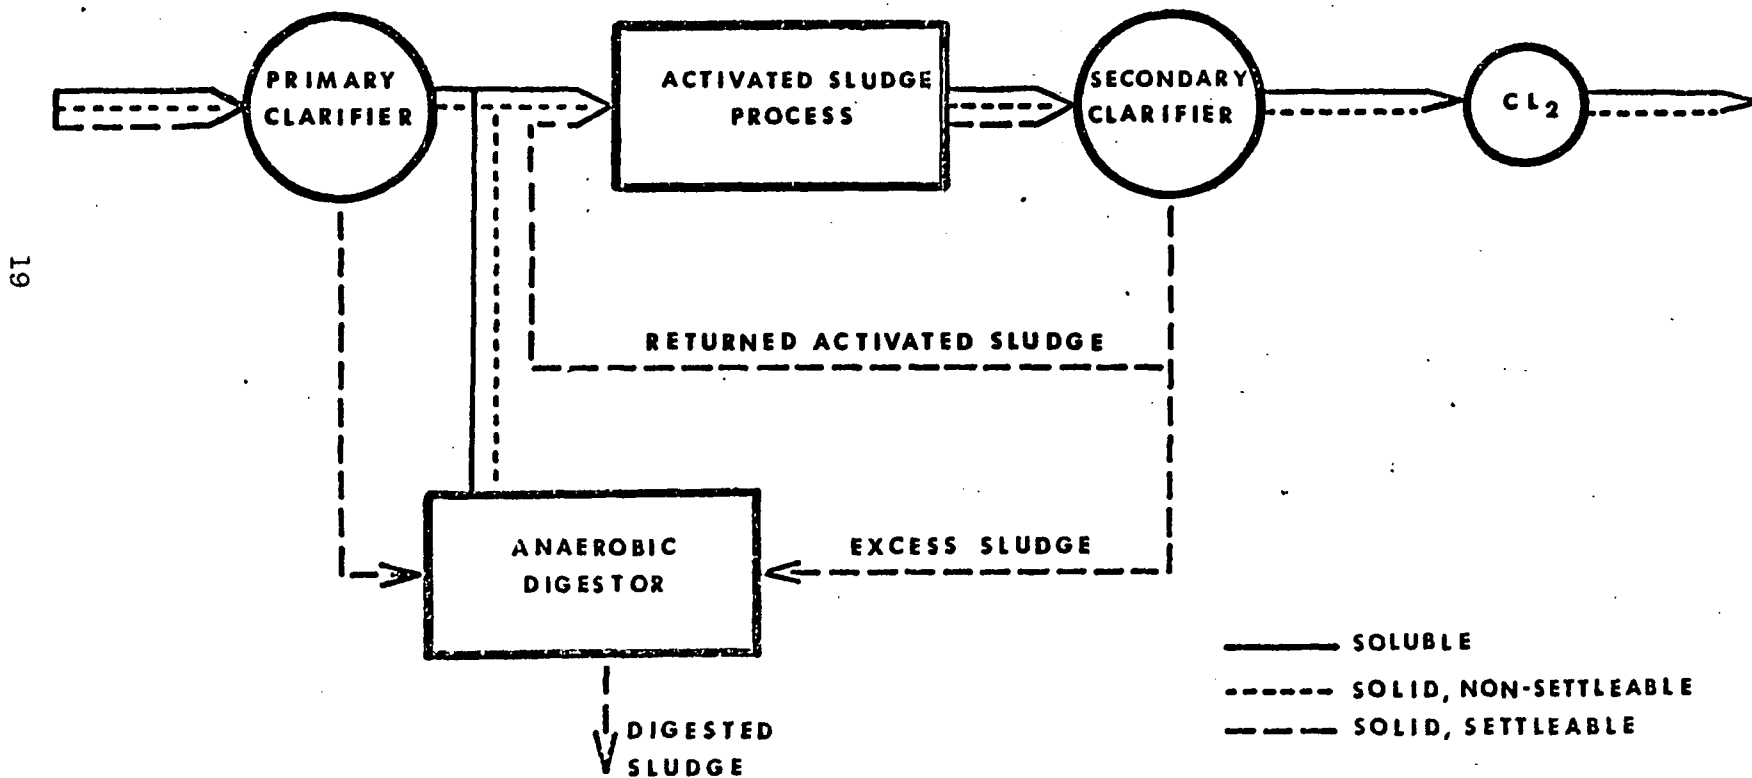 PRIMARY
CLARIFIER
ACTIVATED SLUDGE
PROCESS
SECONDARY
CLARIFIER
CL2
19
RETURNED ACTIVATED SLUDGE
ANAEROBIC
DIGESTOR
EXCESS SLUDGE
SOLUBLE
SOLID, NON-SETTLEABLE
SOLID, SETTLEABLE
DIGESTED
SLUDGE